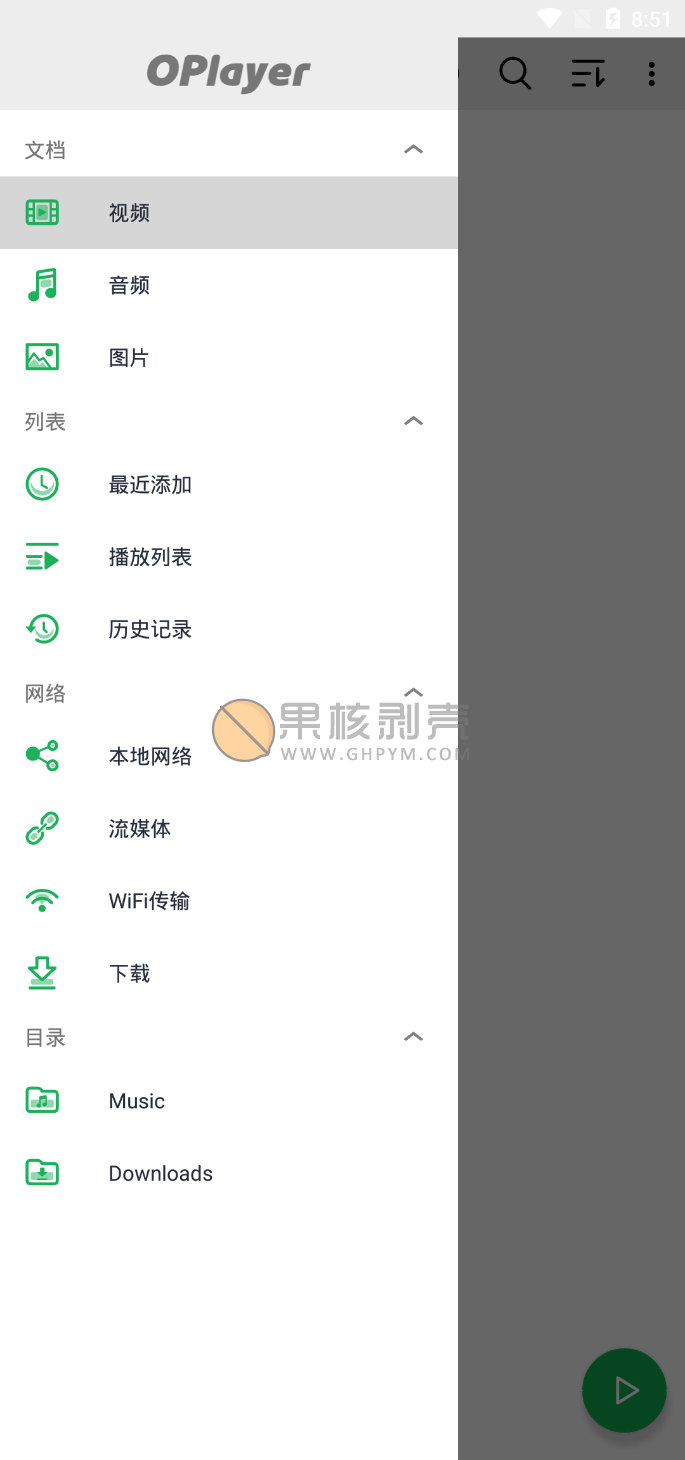 8:51
OPlayer
文档
视频
音频
图片
列表
最近添加
播放列表
历史记录
网络
果核剥壳
WWW.GHPYM.COM
本地网络
流媒体
WiFi传输
下载
目录
Music
Downloads